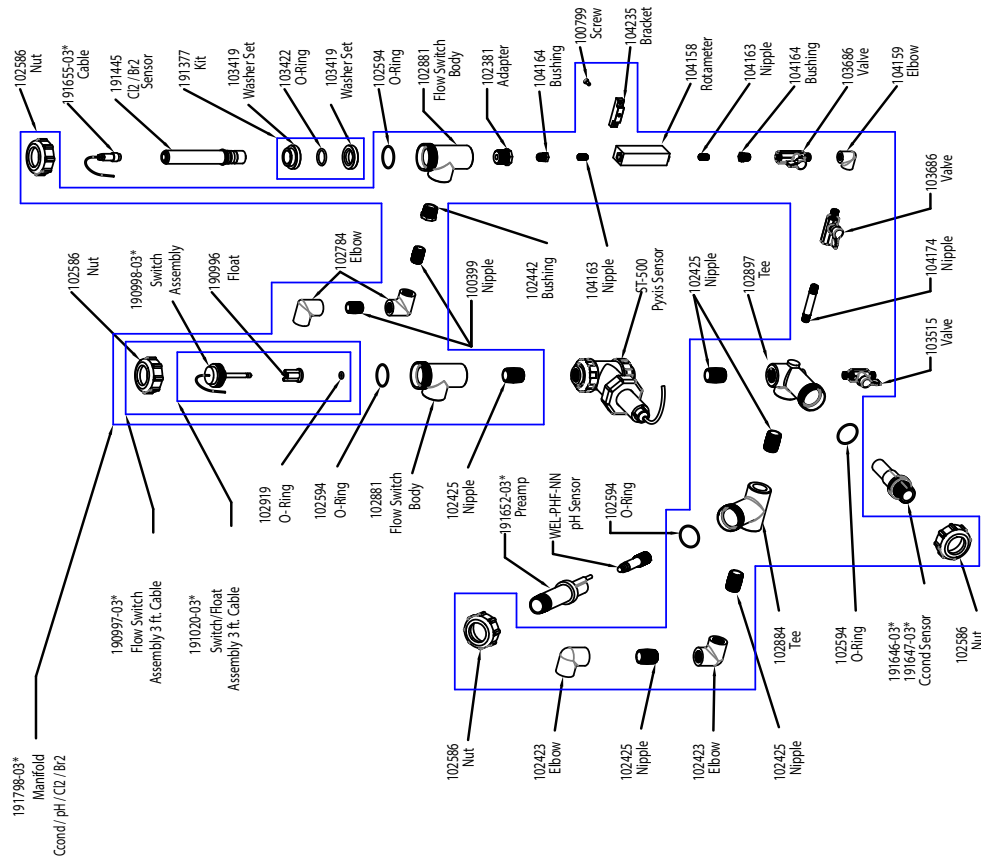 102586
Nut
191655-03*
Cable
191445
Cl2 / Br2
Sensor
191377
Kit
103419
Washer Set
103422
O-Ring
103419
Washer Set
102594
O-Ring
102881
Flow Switch
Body
102381
Adapter
104164
Bushing
100799
Screw
104235
Bracket
104158
Rotameter
104163
Nipple
104164
Bushing
103686
Valve
104159
Elbow
102586
Nut
190998-03*
Switch
Assembly
190996
Float
102784
Elbow
100399
Nipple
102442
Bushing
104163
Nipple
ST-500
Pyxis Sensor
102425
Nipple
102897
Tee
103686
Valve
104174
Nipple
103515
Valve
102919
O- Ring
102594
O-Ring
102881
Flow Switch
Body
102425
Nipple
191652-03*
Preamp
WEL-PHF-NN
pH Sensor
102594
O-Ring
190997-03*
Flow Switch
Assembly 3 ft. Cable
191020-03*
Switch/Float
Assembly 3 ft. Cable
102884
Tee
102594
O-Ring
191646-03*
191647-03*
Ccond Sensor
102586
Nut
191798-03*
Manifold
Ccond / pH / Cl2 / Br2
102586
Nut
102423
Elbow
102425
Nipple
102423
Elbow
102425
Nipple